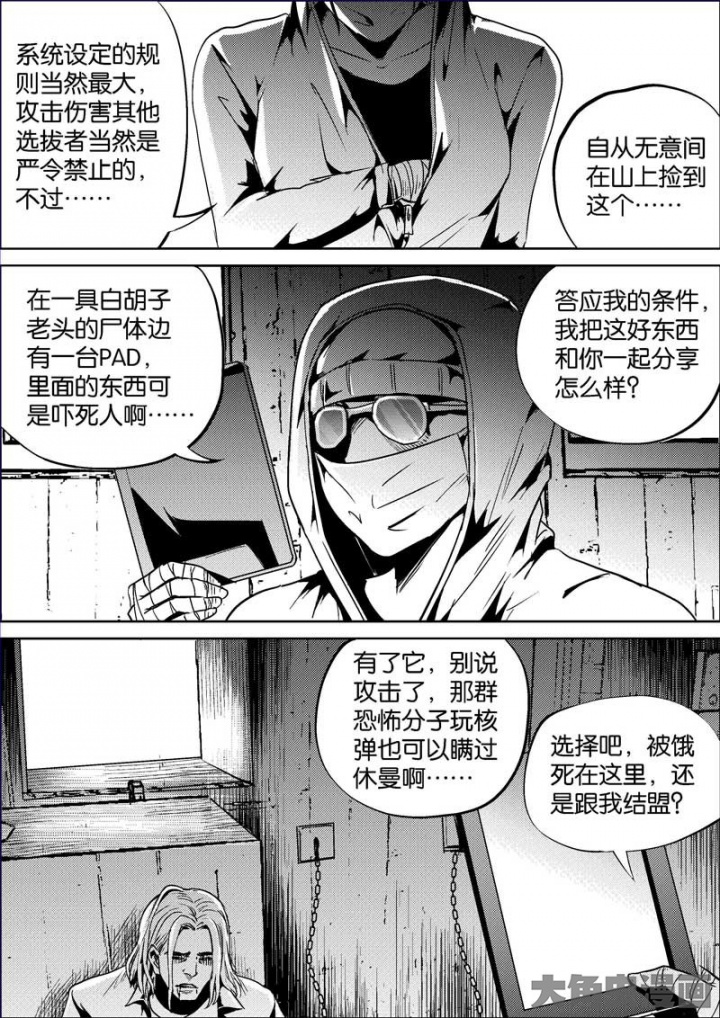 系统设定的规
则当然最大，
攻击伤害其他
选拔者当然是
严令禁止的，
不过……
自从无意间
在山上捡到
这个……
在一具白胡子
老头的尸体边
有一台PAD，
里面的东西可
是吓死人啊……
答应我的条件，
我把这好东西
和你一起分享
怎么样？
有了它，别说
攻击了，那群
恐怖分子玩核
弹也可以瞒过
休曼啊……
选择吧，被饿
死在这里，还
是跟我结盟？